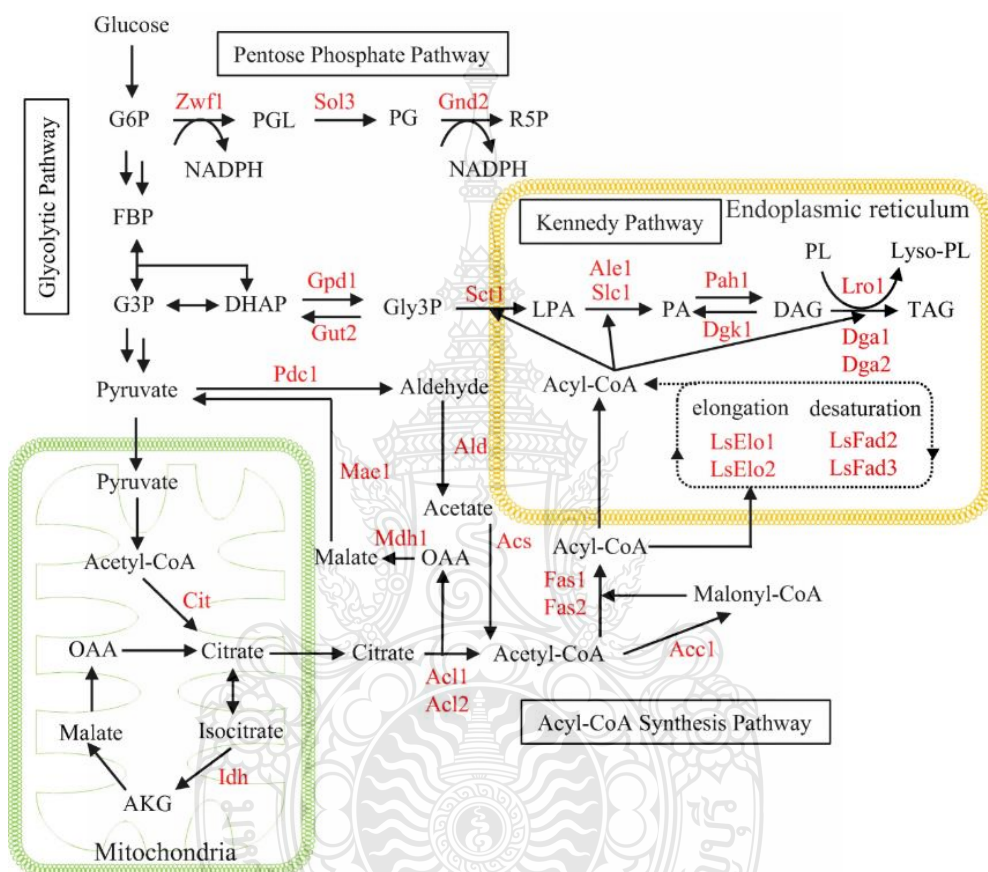 Glucose
Pentose Phosphate Pathway
Glycolytic Pathway
G6P
Zwf1
PGL
Sol3
PG
Gnd2
R5P
NADPH
NADPH
FBP
G3P
DHAP
Gpd1
Gut2
Gly3P
Sct1
Kennedy Pathway
Endoplasmic reticulum
LPA
Ale1
Slc1
PA
Pah1
Dgk1
DAG
PL
Lyso-PL
Lro1
TAG
Dga1
Dga2
Acyl-CoA
elongation
desaturation
LsElo1
LsFad2
LsElo2
LsFad3
Pyruvate
Pdc1
Aldehyde
Ald
Mae1
Acetate
Acs
Pyruvate
Acetyl-CoA
Cit
OAA
Citrate
Malate
Isocitrate
Idh
AKG
Mitochondria
Malate
Mdh1
OAA
Citrate
Acl1
Acl2
Acetyl-CoA
Acyl-CoA
Fas1
Fas2
Malonyl-CoA
Acc1
Acyl-CoA Synthesis Pathway